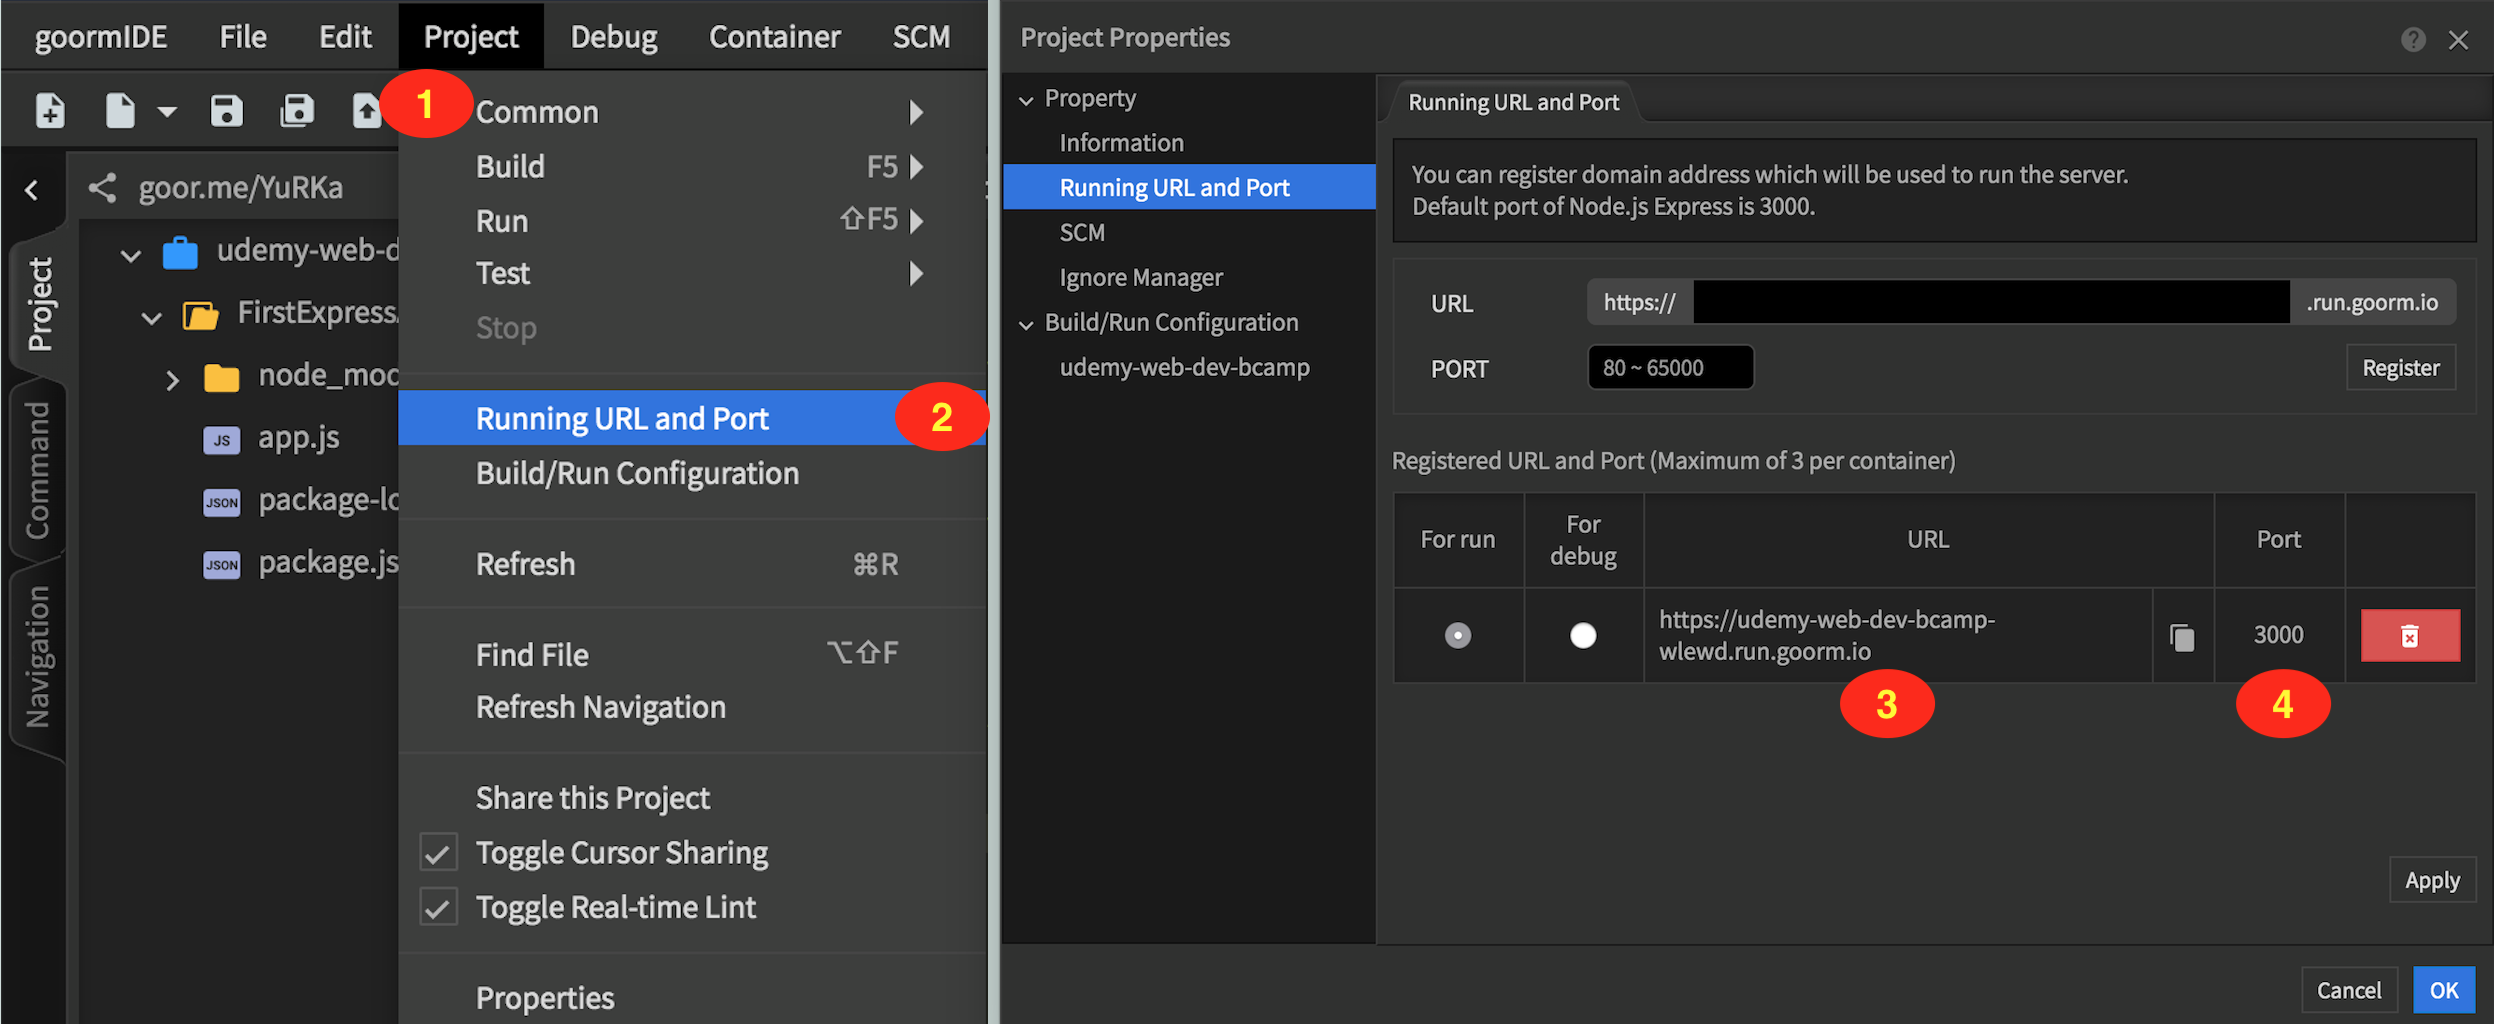 goormIDE File Edit Project Debug Container SCM
1
goor.me/YuRKa
Project
Command
Navigation
udemy-web-d
FirstExpress
node_mod
JS app.js
JSON package-lo
JSON package.js
Common
Build F5
Run ⇧F5
Test
Stop
Running URL and Port 2
Build/Run Configuration
Refresh ⌘R
Find File ⌥⇧F
Refresh Navigation
Share this Project
Toggle Cursor Sharing
Toggle Real-time Lint
Properties
Project Properties ?
Property
Information
Running URL and Port
SCM
Ignore Manager
Build/Run Configuration
udemy-web-dev-bcamp
Running URL and Port
You can register domain address which will be used to run the server.
Default port of Node.js Express is 3000.
URL https:// .run.goorm.io
PORT 80 ~ 65000 Register
Registered URL and Port (Maximum of 3 per container)
For run For debug URL Port
https://udemy-web-dev-bcamp-
wlewd.run.goorm.io
3000
3 4
Apply
Cancel OK